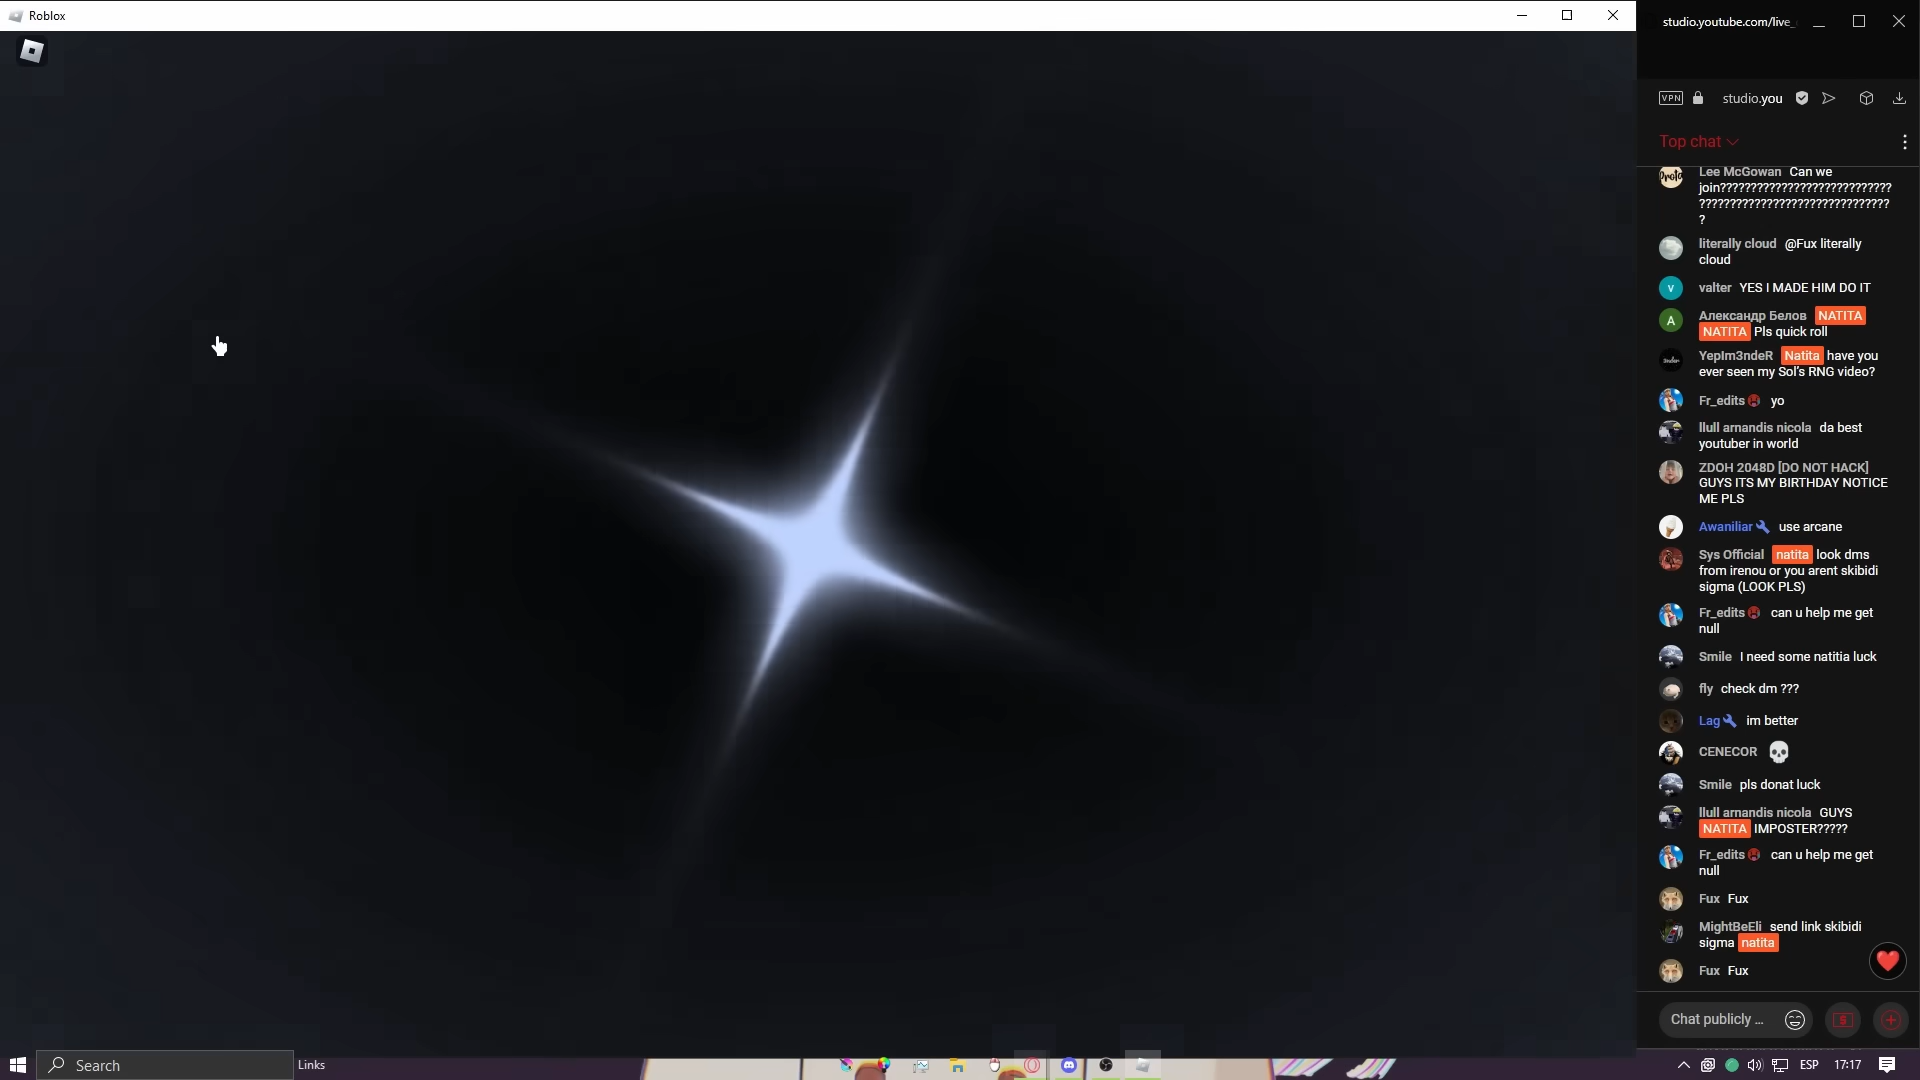 Roblox
studio.youtube.com/live_
VPN
studio.you
Top chat
Lee McGowan Can we
join????????????????????????????
???????????????????????????????
?
literally cloud @Fux literally
cloud
valter YES I MADE HIM DO IT
Александр Белов NATITA
NATITA Pls quick roll
YepIm3ndeR Natita have you
ever seen my Sol's RNG video?
Fr_edits yo
llull arnandis nicola da best
youtuber in world
ZDOH 2048D [DO NOT HACK]
GUYS ITS MY BIRTHDAY NOTICE
ME PLS
Awaniliar use arcane
Sys Official natita look dms
from irenou or you arent skibidi
sigma (LOOK PLS)
Fr_edits can u help me get
null
Smile I need some natitia luck
fly check dm ???
Lag im better
CENECOR 💀
Smile pls donat luck
llull arnandis nicola GUYS
NATITA IMPOSTER?????
Fr_edits can u help me get
null
Fux Fux
MightBeEli send link skibidi
sigma natita
Fux Fux
Chat publicly ...
Search
Links
ESP
17:17